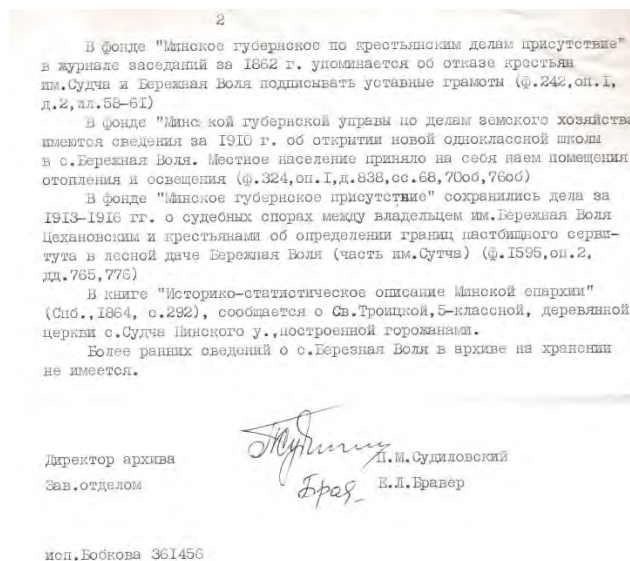 2
В фонде "Минское губернское по крестьянским делам присутствие"
в журнале заседаний за 1862 г. упоминается об отказе крестьян
им.Судча и Бережная Воля подписывать уставные грамоты (ф.242,оп.I,
д.2,лл.58-61)
В фонде "Минской губернской управы по делам земского хозяйства
имеются сведения за 1910 г. об открытии новой одноклассной школы
в с.Бережная Воля. Местное население приняло на себя наем помещения
отопления и освещения (ф.324,оп.I,д.838,сс.68,70об,76об)
В фонде "Минское губернское присутствие" сохранились дела за
1913-1916 гг. о судебных спорах между владельцем им.Бережная Воля
Цехановским и крестьянами об определении границ пастбищного серви-
тута в лесной даче Бережная Воля (часть им.Сутча) (ф.1595,оп.2,
дд.765,776)
В книге "Историко-статистическое описание Минской епархии"
(Спб.,1864, с.292), сообщается о Св.Троицкой,5-классной, деревянной
церкви с.Судча Пинского у.,построенной горожанами.
Более ранних сведений о с.Березная Воля в архиве на хранении
не имеется.
Директор архива П.М.Судиловский
Зав.отделом Е.Л.Бравер
исп.Бобкова 361456